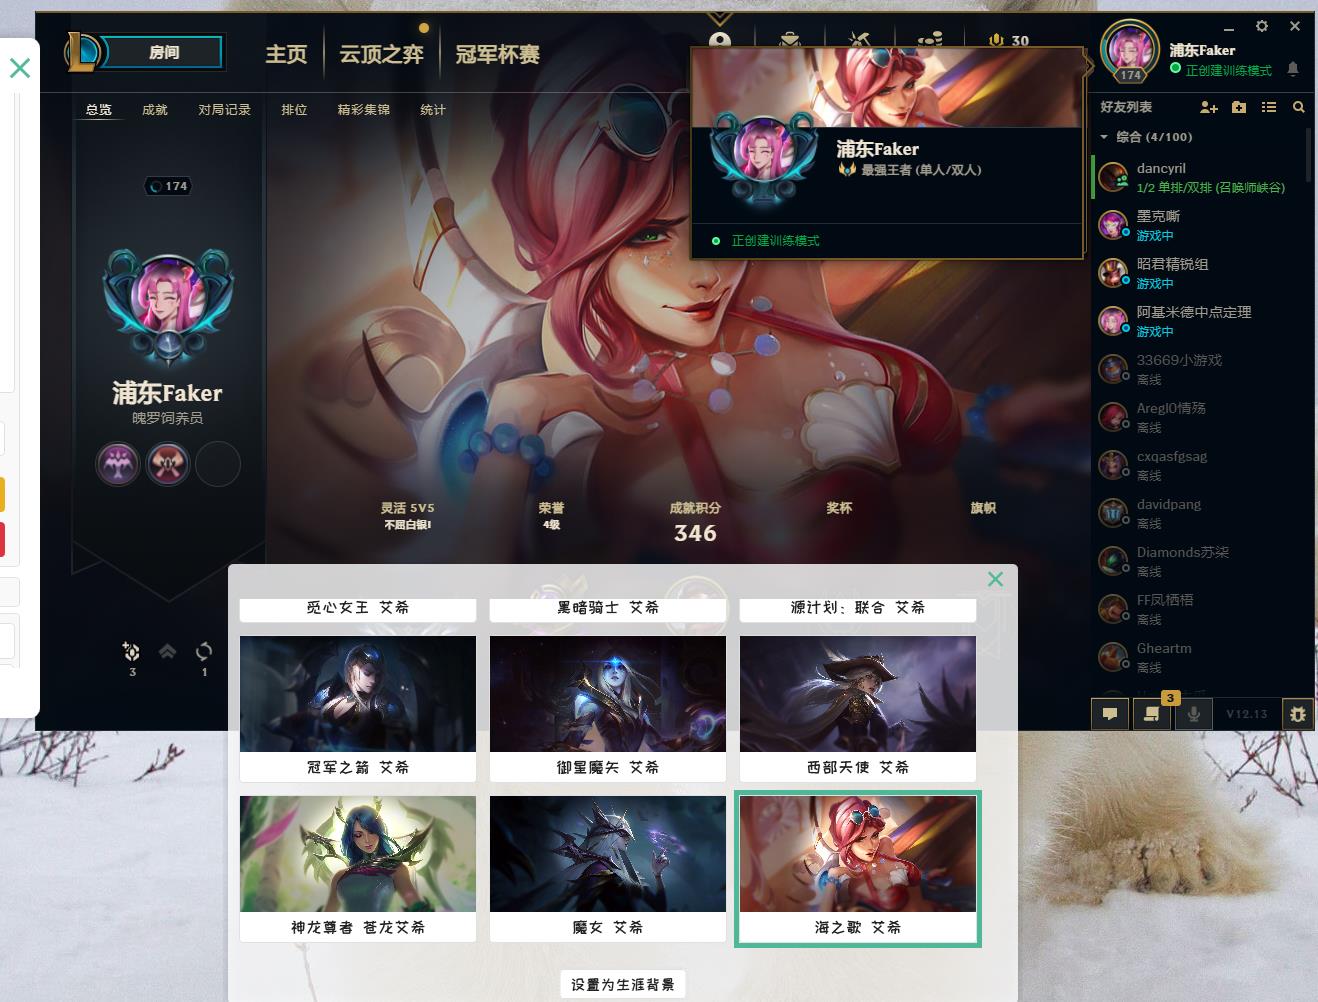 房间
主页
云顶之弈
冠军杯赛
30
浦东Faker
正创建训练模式
174
总览
成就
对局记录
排位
精彩集锦
统计
浦东Faker
最强王者 (单人/双人)
正创建训练模式
好友列表
综合 (4/100)
dancyril
1/2 单排/双排 (召唤师峡谷)
墨克嘶
游戏中
昭君精锐组
游戏中
阿基米德中点定理
游戏中
33669小游戏
离线
Aregl0情殇
离线
cxqasfgsag
离线
davidpang
离线
Diamonds苏柒
离线
FF凤栖梧
离线
Gheartm
离线
3
V12.13
174
浦东Faker
魄罗饲养员
3
1
灵活 5V5
不屈白银I
荣誉
4级
成就积分
346
奖杯
旗帜
觅心女王 艾希
黑暗骑士 艾希
源计划：联合 艾希
冠军之箭 艾希
御星魔矢 艾希
西部天使 艾希
神龙尊者 苍龙艾希
魔女 艾希
海之歌 艾希
设置为生涯背景